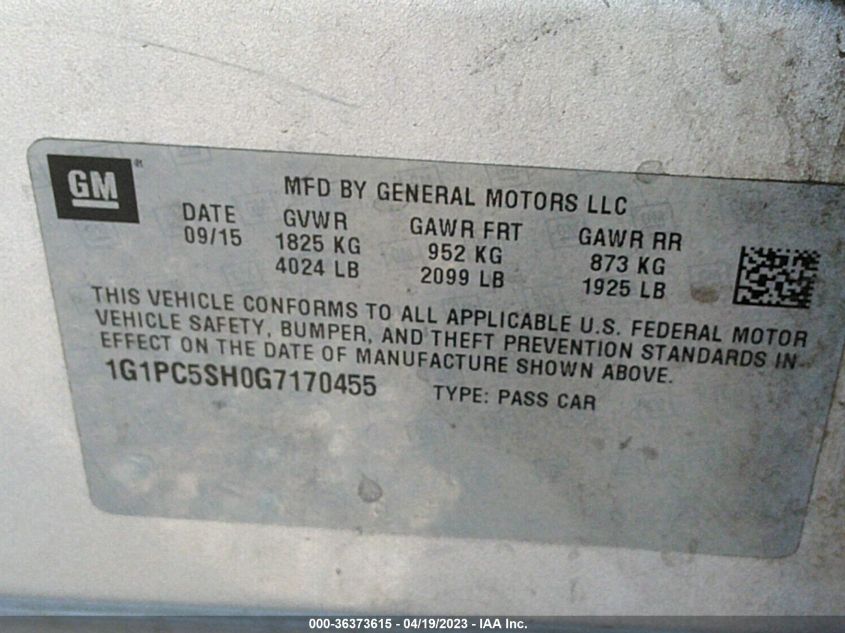 GM
MFD BY GENERAL MOTORS LLC
DATE GVWR GAWR FRT GAWR RR
09/15 1825 KG 952 KG 873 KG
4024 LB 2099 LB 1925 LB
THIS VEHICLE CONFORMS TO ALL APPLICABLE U.S. FEDERAL MOTOR
VEHICLE SAFETY, BUMPER, AND THEFT PREVENTION STANDARDS IN
EFFECT ON THE DATE OF MANUFACTURE SHOWN ABOVE.
1G1PC5SH0G7170455 TYPE: PASS CAR
000-36373615 - 04/19/2023 - IAA Inc.